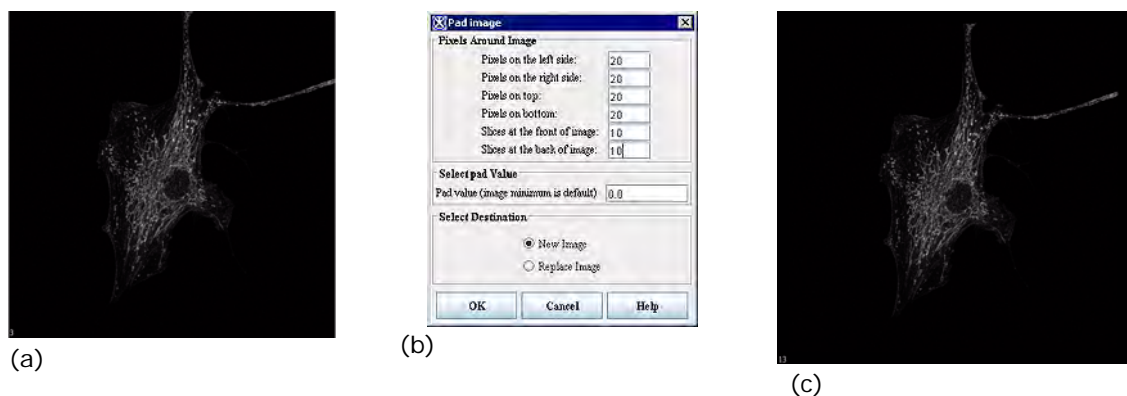 Pad image
Pixels Around Image
Pixels on the left side: 20
Pixels on the right side: 20
Pixels on top: 20
Pixels on bottom: 20
Slices at the front of image: 10
Slices at the back of image: 10
Select pad Value
Pad value (image minimum is default) 0.0
Select Destination
New Image
Replace Image
OK Cancel Help
3
13
(a)
(b)
(c)